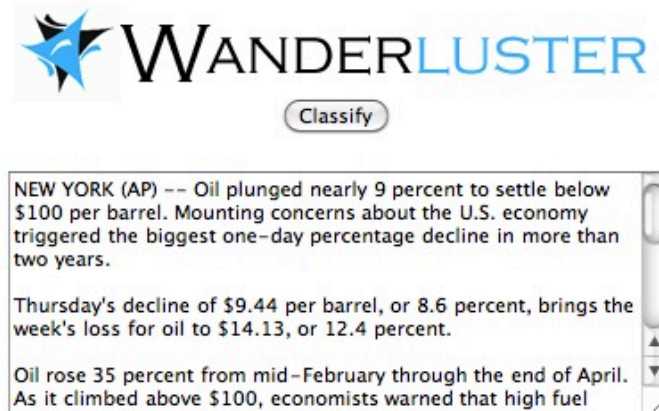 WANDERLUSTER
Classify
NEW YORK (AP) -- Oil plunged nearly 9 percent to settle below
$100 per barrel. Mounting concerns about the U.S. economy
triggered the biggest one-day percentage decline in more than
two years.
Thursday's decline of $9.44 per barrel, or 8.6 percent, brings the
week's loss for oil to $14.13, or 12.4 percent.
Oil rose 35 percent from mid-February through the end of April.
As it climbed above $100, economists warned that high fuel